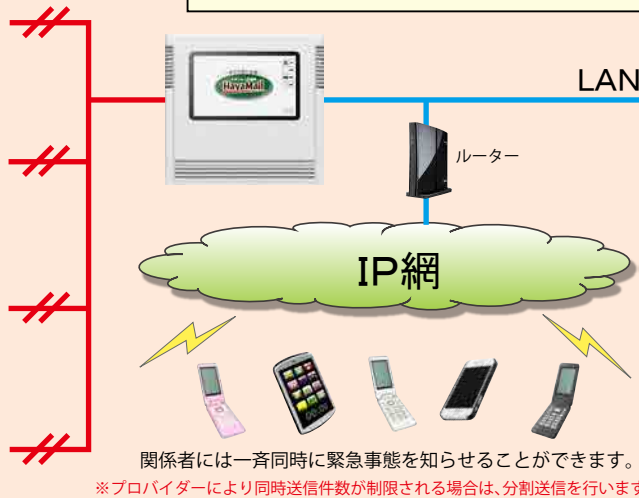 HayaMail
LAN
ルーター
IP網
関係者には一斉同時に緊急事態を知らせることができます。
※プロバイダーにより同時送信件数が制限される場合は、分割送信を行います